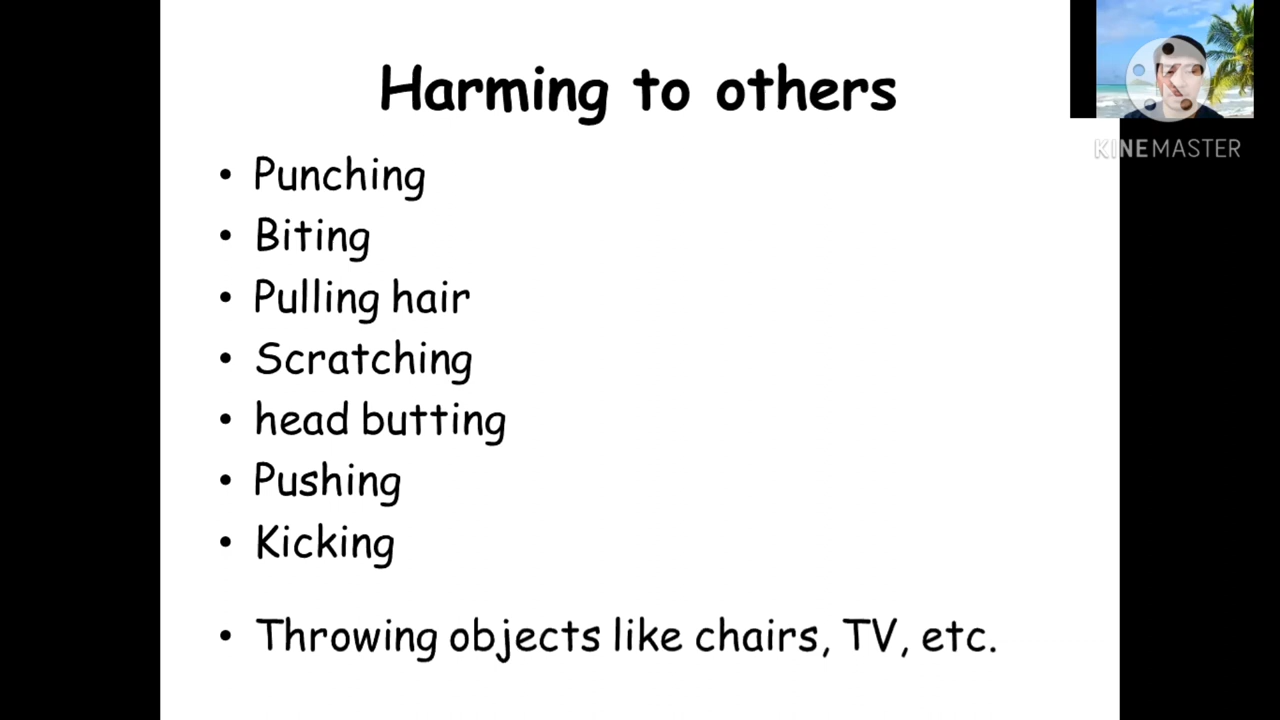 Harming to others
• Punching
• Biting
• Pulling hair
• Scratching
• head butting
• Pushing
• Kicking
• Throwing objects like chairs, TV, etc.
KINEMASTER